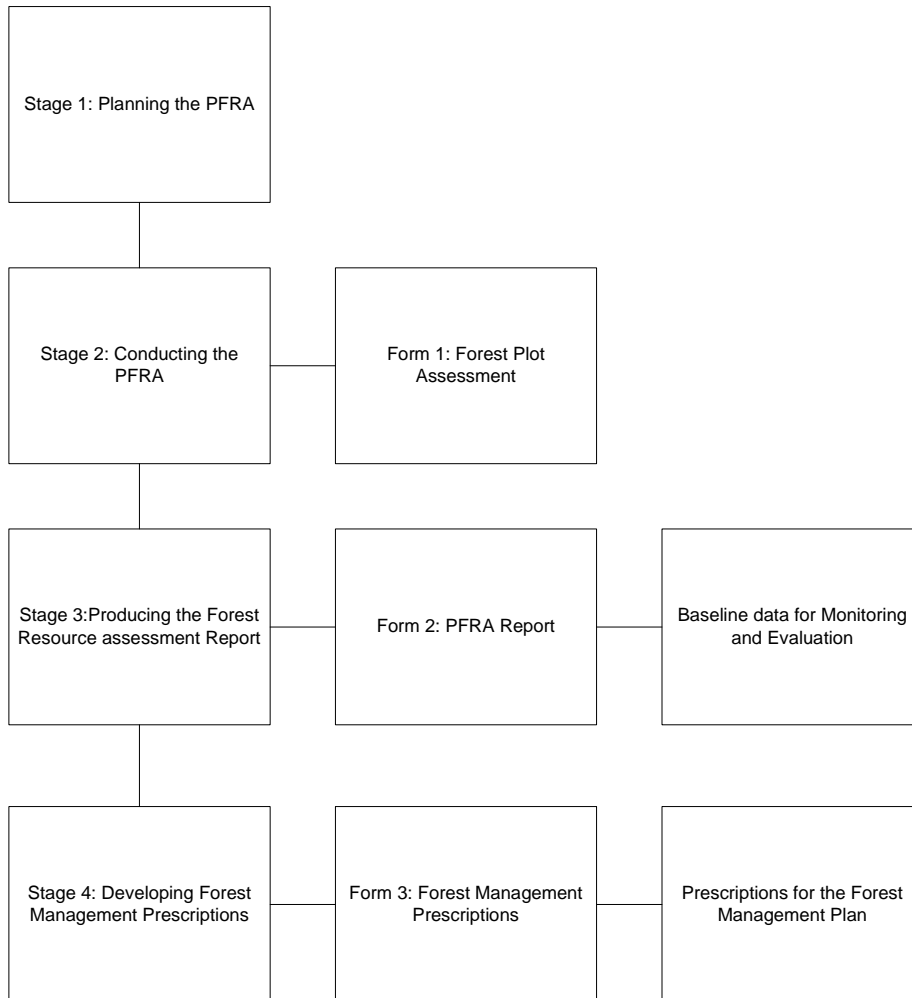 Stage 1: Planning the PFRA
Stage 2: Conducting the
PFRA
Form 1: Forest Plot
Assessment
Stage 3:Producing the Forest
Resource assessment Report
Form 2: PFRA Report
Baseline data for Monitoring
and Evaluation
Stage 4: Developing Forest
Management Prescriptions
Form 3: Forest Management
Prescriptions
Prescriptions for the Forest
Management Plan